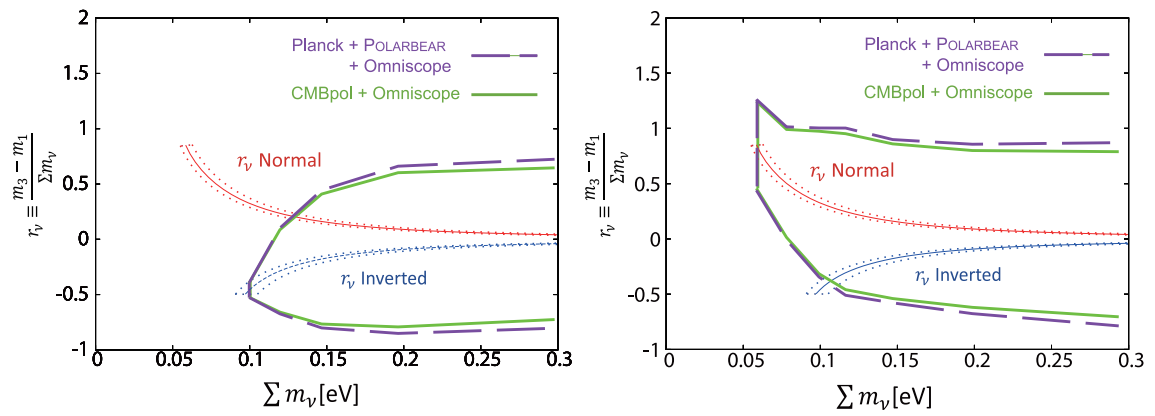 2
1.5
1
0.5
0
-0.5
-1
r_ν ≡ (m_3 − m_1) / Σm_ν
Planck + POLARBEAR
+ Omniscope
CMBpol + Omniscope
r_ν Normal
r_ν Inverted
0 0.05 0.1 0.15 0.2 0.25 0.3
∑ m_ν [eV]
2
1.5
1
0.5
0
-0.5
-1
r_ν ≡ (m_3 − m_1) / Σm_ν
Planck + POLARBEAR
+ Omniscope
CMBpol + Omniscope
r_ν Normal
r_ν Inverted
0 0.05 0.1 0.15 0.2 0.25 0.3
∑ m_ν [eV]